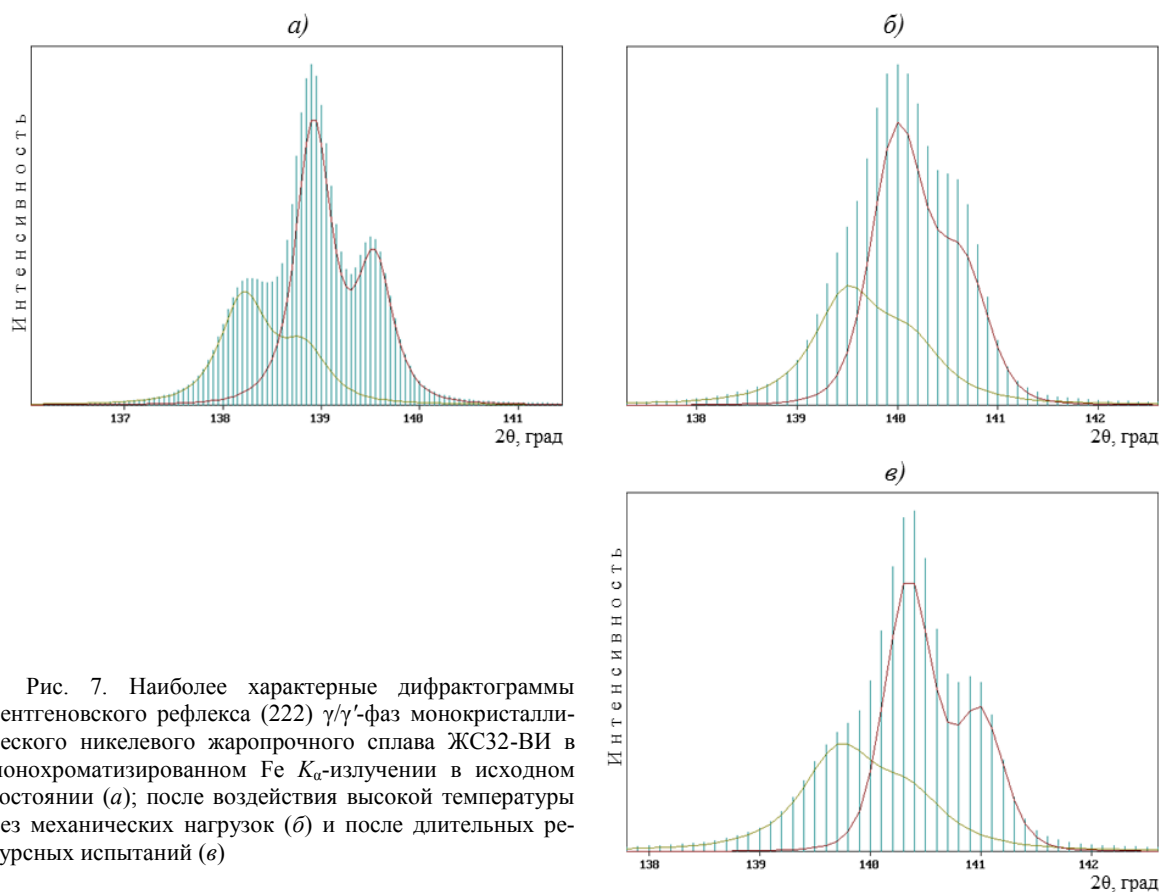 а)
Интенсивность
137 138 139 140 141
2θ, град
б)
138 139 140 141 142
2θ, град
в)
Интенсивность
138 139 140 141 142
2θ, град
Рис. 7. Наиболее характерные дифрактограммы
ентгеновского рефлекса (222) γ/γ′-фаз монокристалли-
еского никелевого жаропрочного сплава ЖС32-ВИ в
монохроматизированном Fe Kα-излучении в исходном
остоянии (а); после воздействия высокой температуры
ез механических нагрузок (б) и после длительных ре-
урсных испытаний (в)